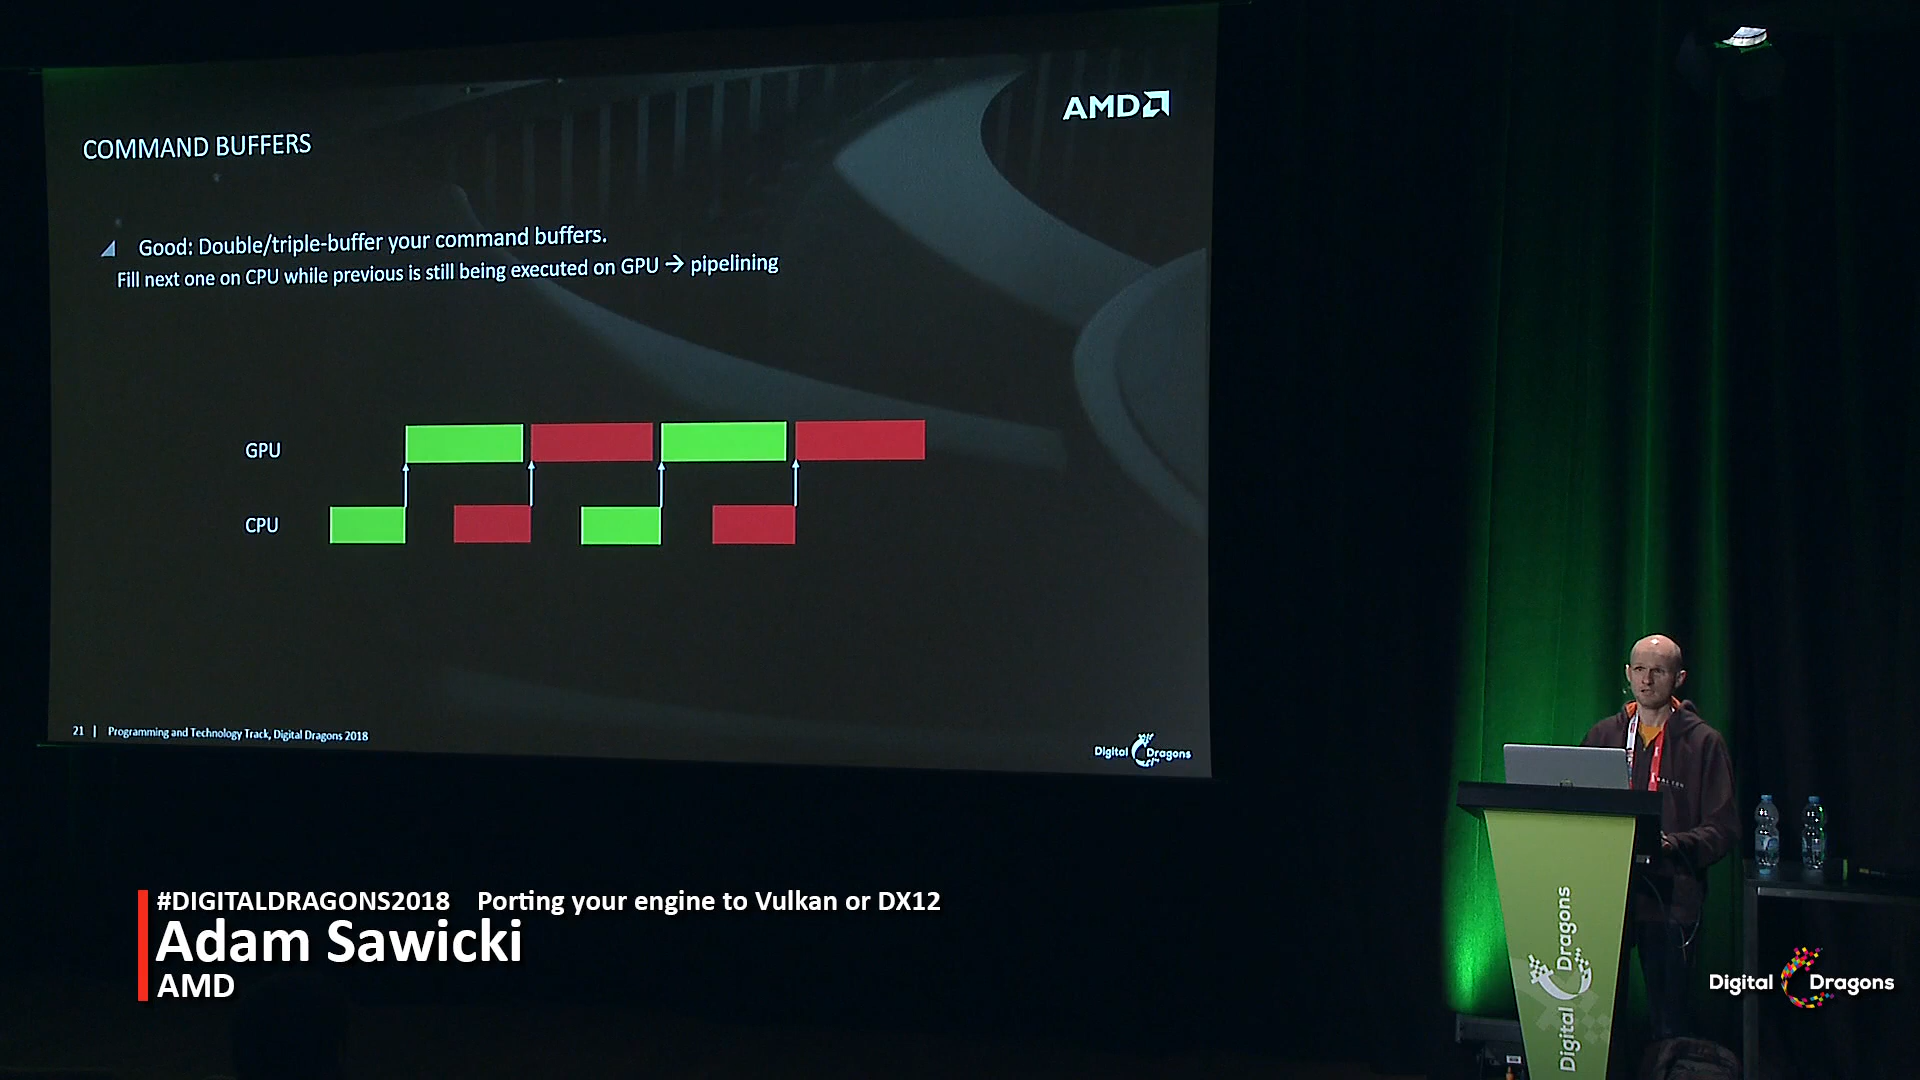 AMD
COMMAND BUFFERS
Good: Double/triple-buffer your command buffers.
Fill next one on CPU while previous is still being executed on GPU → pipelining
GPU
CPU
21 | Programming and Technology Track, Digital Dragons 2018
Digital Dragons
#DIGITALDRAGONS2018 Porting your engine to Vulkan or DX12
Adam Sawicki
AMD
Digital Dragons
Digital Dragons